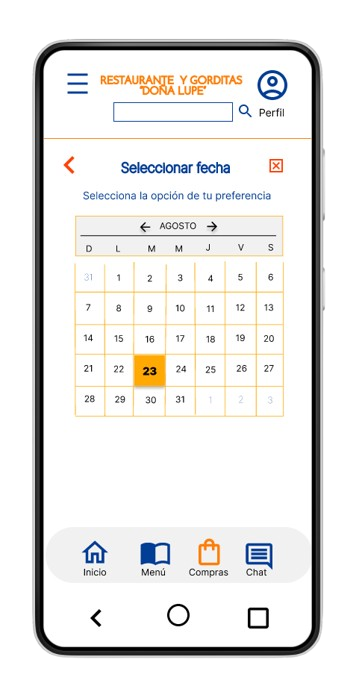 RESTAURANTE Y GORDITAS
"DOÑA LUPE"
Perfil
Seleccionar fecha
Selecciona la opción de tu preferencia
AGOSTO
D L M M J V S
31 1 2 3 4 5 6
7 8 9 10 11 12 13
14 15 16 17 18 19 20
21 22 23 24 25 26 27
28 29 30 31 1 2 3
Inicio Menú Compras Chat